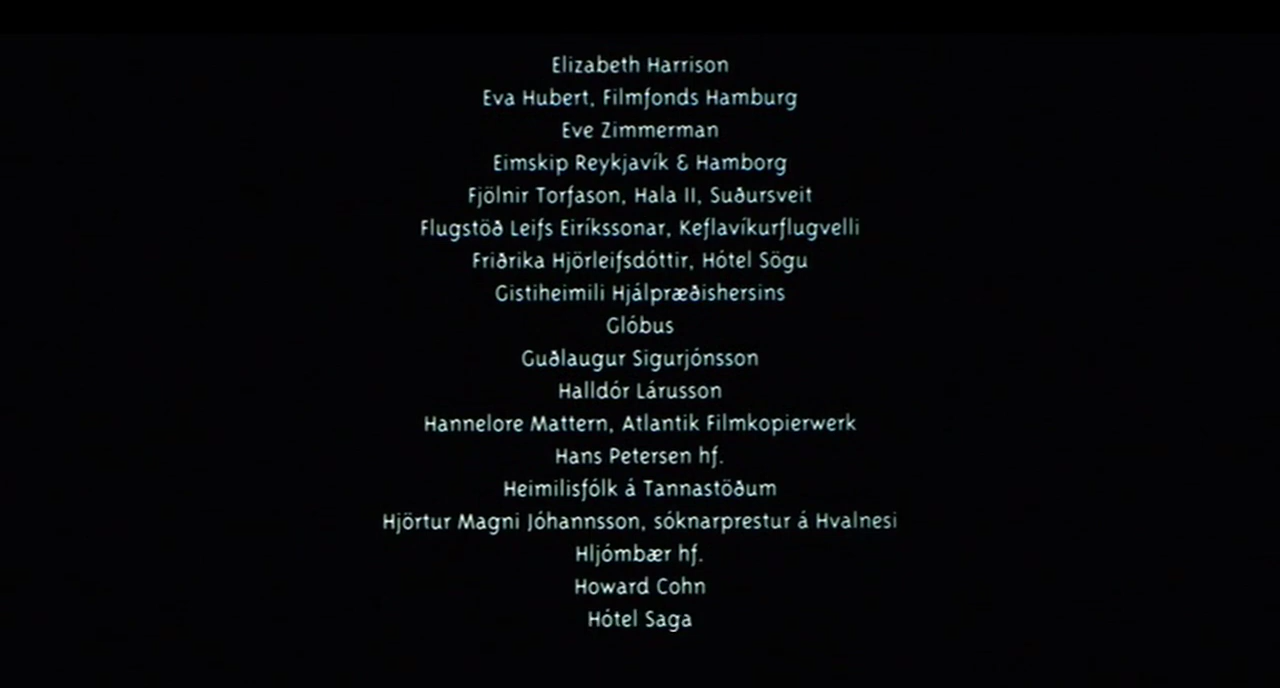 Elizabeth Harrison
Eva Hubert, Filmfonds Hamburg
Eve Zimmerman
Eimskip Reykjavík & Hamborg
Fjölnir Torfason, Hala II, Suðursveit
Flugstöð Leifs Eiríkssonar, Keflavíkurflugvelli
Friðrika Hjörleifsdóttir, Hótel Sögu
Gistiheimili Hjálpræðishersins
Glóbus
Guðlaugur Sigurjónsson
Halldór Lárusson
Hannelore Mattern, Atlantik Filmkopierwerk
Hans Petersen hf.
Heimilisfólk á Tannastöðum
Hjörtur Magni Jóhannsson, sóknarprestur á Hvalnesi
Hljómbær hf.
Howard Cohn
Hótel Saga